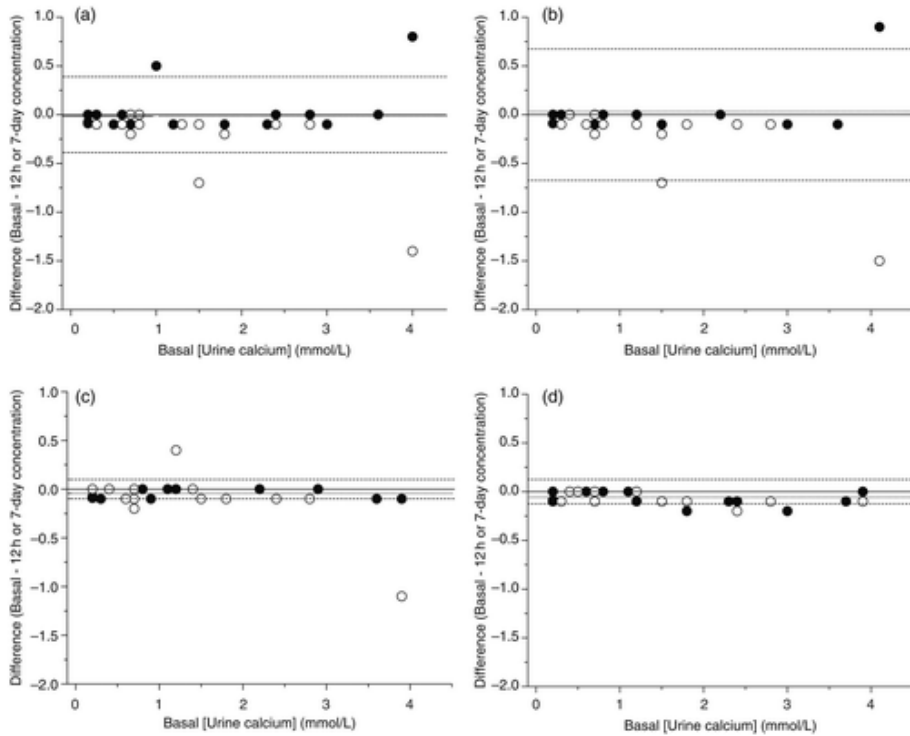 (a)
1.0
0.5
0.0
−0.5
−1.0
−1.5
−2.0
Difference (Basal - 12 h or 7-day concentration)
0 1 2 3 4
Basal [Urine calcium] (mmol/L)
(b)
1.0
0.5
0.0
−0.5
−1.0
−1.5
−2.0
Difference (Basal - 12 h or 7-day concentration)
0 1 2 3 4
Basal [Urine calcium] (mmol/L)
(c)
1.0
0.5
0.0
−0.5
−1.0
−1.5
−2.0
Difference (Basal - 12 h or 7-day concentration)
0 1 2 3 4
Basal [Urine calcium] (mmol/L)
(d)
1.0
0.5
0.0
−0.5
−1.0
−1.5
−2.0
Difference (Basal - 12 h or 7-day concentration)
0 1 2 3 4
Basal [Urine calcium] (mmol/L)